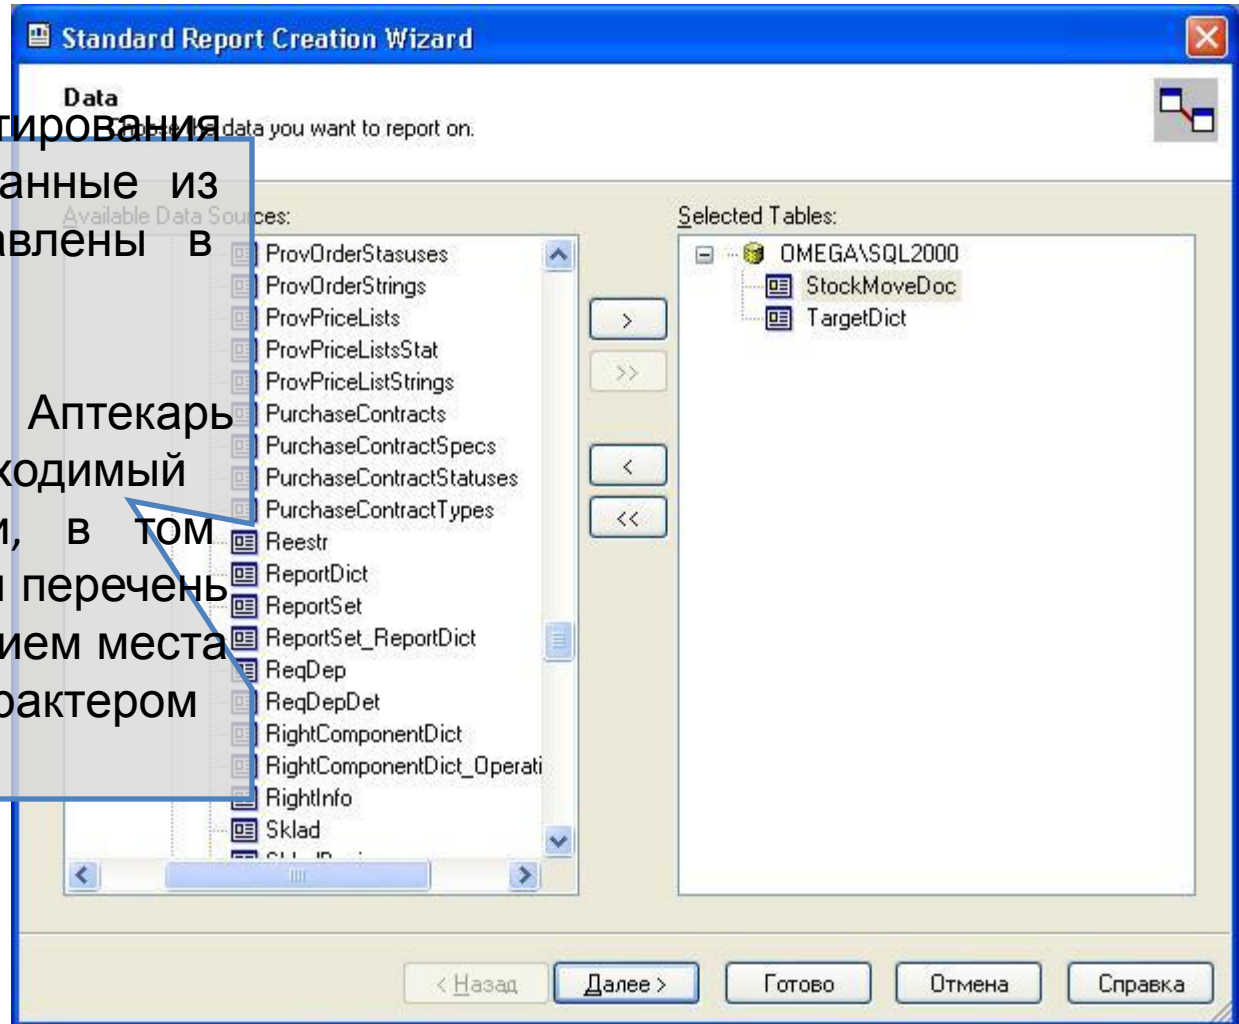 Standard Report Creation Wizard
Data
Choose the data you want to report on.
тирования
анные из
авлены в
Аптекарь
ходимый
и, в том
перечень
ием места
рактером
Available Data Sources:
ProvOrderStasuses
ProvOrderStrings
ProvPriceLists
ProvPriceListsStat
ProvPriceListStrings
PurchaseContracts
PurchaseContractSpecs
PurchaseContractStatuses
PurchaseContractTypes
Reestr
ReportDict
ReportSet
ReportSet_ReportDict
ReqDep
ReqDepDet
RightComponentDict
RightComponentDict_Operati
RightInfo
Sklad
>
>>
<
<<
Selected Tables:
OMEGA\SQL2000
StockMoveDoc
TargetDict
< Назад
Далее >
Готово
Отмена
Справка